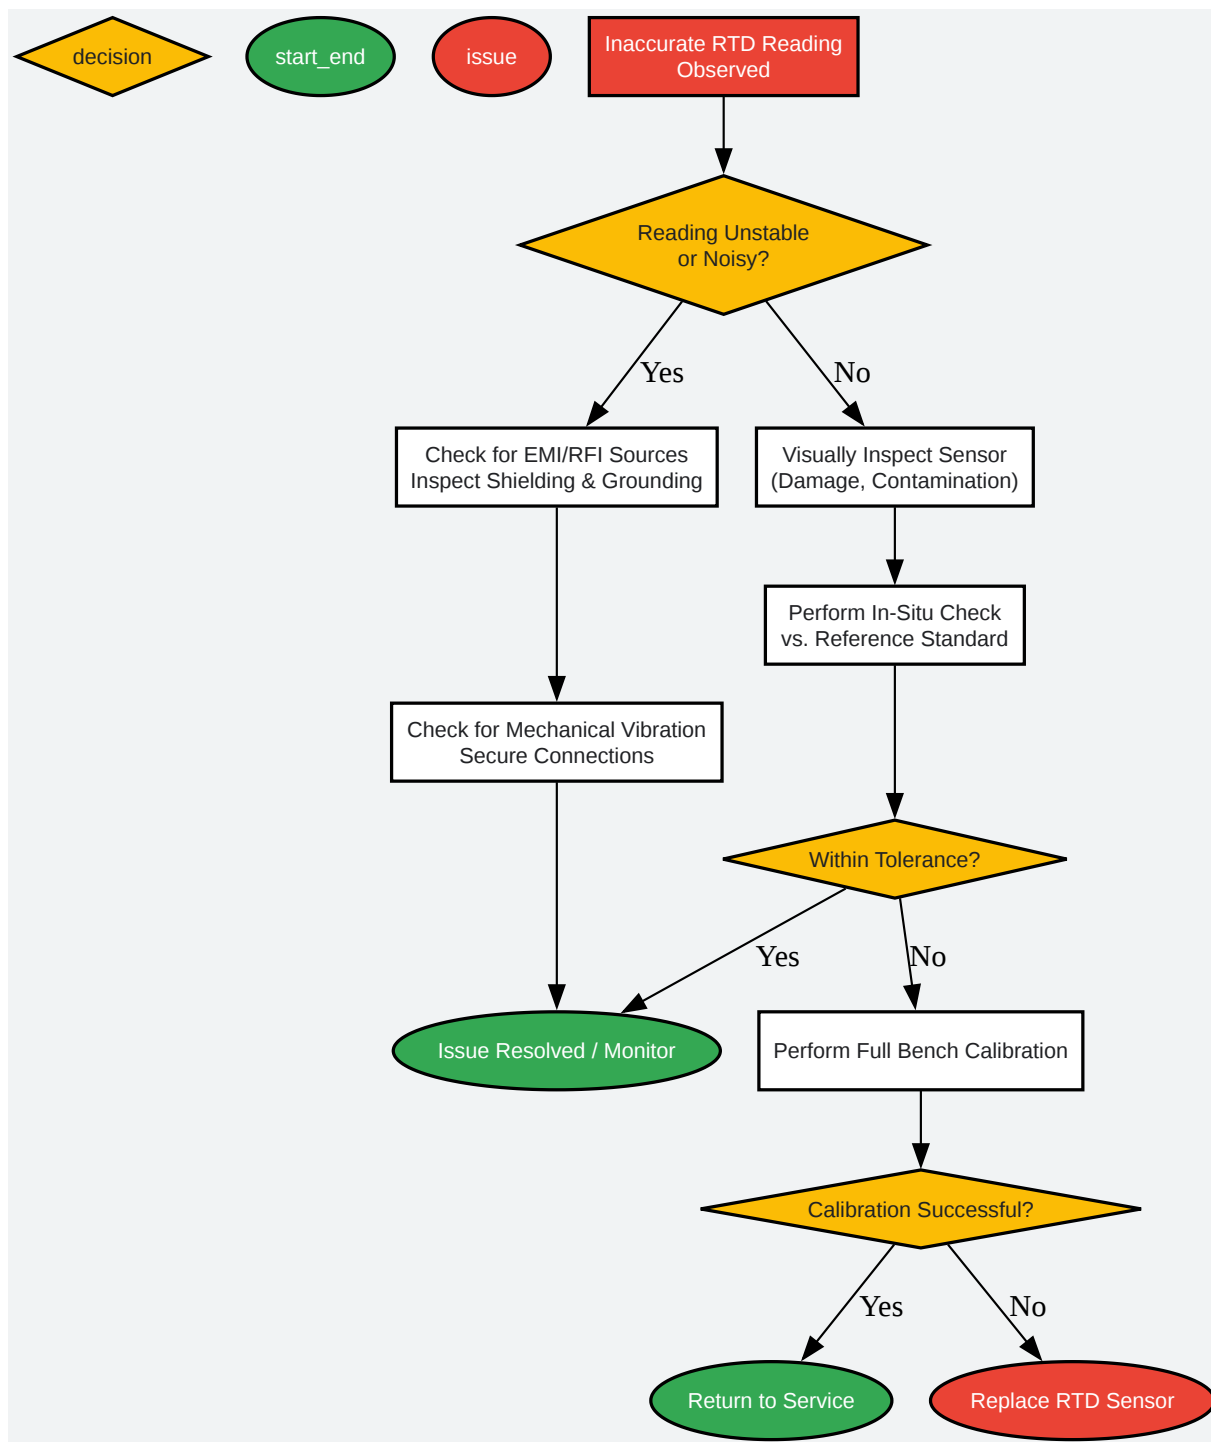 decision
start_end
issue
Inaccurate RTD Reading
Observed
Reading Unstable
or Noisy?
Yes
No
Check for EMI/RFI Sources
Inspect Shielding & Grounding
Visually Inspect Sensor
(Damage, Contamination)
Perform In-Situ Check
vs. Reference Standard
Check for Mechanical Vibration
Secure Connections
Within Tolerance?
Yes
No
Issue Resolved / Monitor
Perform Full Bench Calibration
Calibration Successful?
Yes
No
Return to Service
Replace RTD Sensor